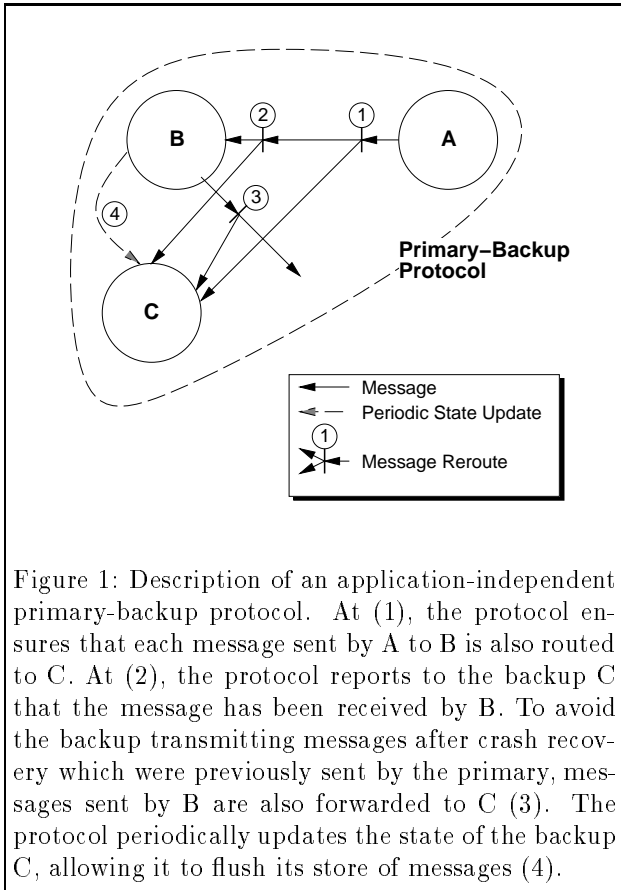 2
1
B
A
3
4
Primary–Backup
Protocol
C
Message
Periodic State Update
1
Message Reroute
Figure 1: Description of an application-independent
primary-backup protocol. At (1), the protocol en-
sures that each message sent by A to B is also routed
to C. At (2), the protocol reports to the backup C
that the message has been received by B. To avoid
the backup transmitting messages after crash recov-
ery which were previously sent by the primary, mes-
sages sent by B are also forwarded to C (3). The
protocol periodically updates the state of the backup
C, allowing it to flush its store of messages (4).